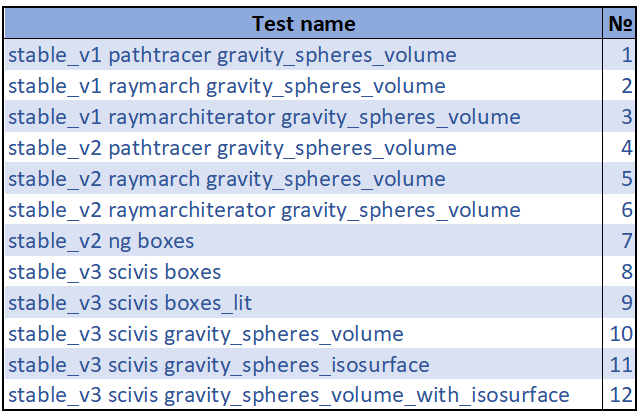 Test name №
stable_v1 pathtracer gravity_spheres_volume 1
stable_v1 raymarch gravity_spheres_volume 2
stable_v1 raymarchiterator gravity_spheres_volume 3
stable_v2 pathtracer gravity_spheres_volume 4
stable_v2 raymarch gravity_spheres_volume 5
stable_v2 raymarchiterator gravity_spheres_volume 6
stable_v2 ng boxes 7
stable_v3 scivis boxes 8
stable_v3 scivis boxes_lit 9
stable_v3 scivis gravity_spheres_volume 10
stable_v3 scivis gravity_spheres_isosurface 11
stable_v3 scivis gravity_spheres_volume_with_isosurface 12